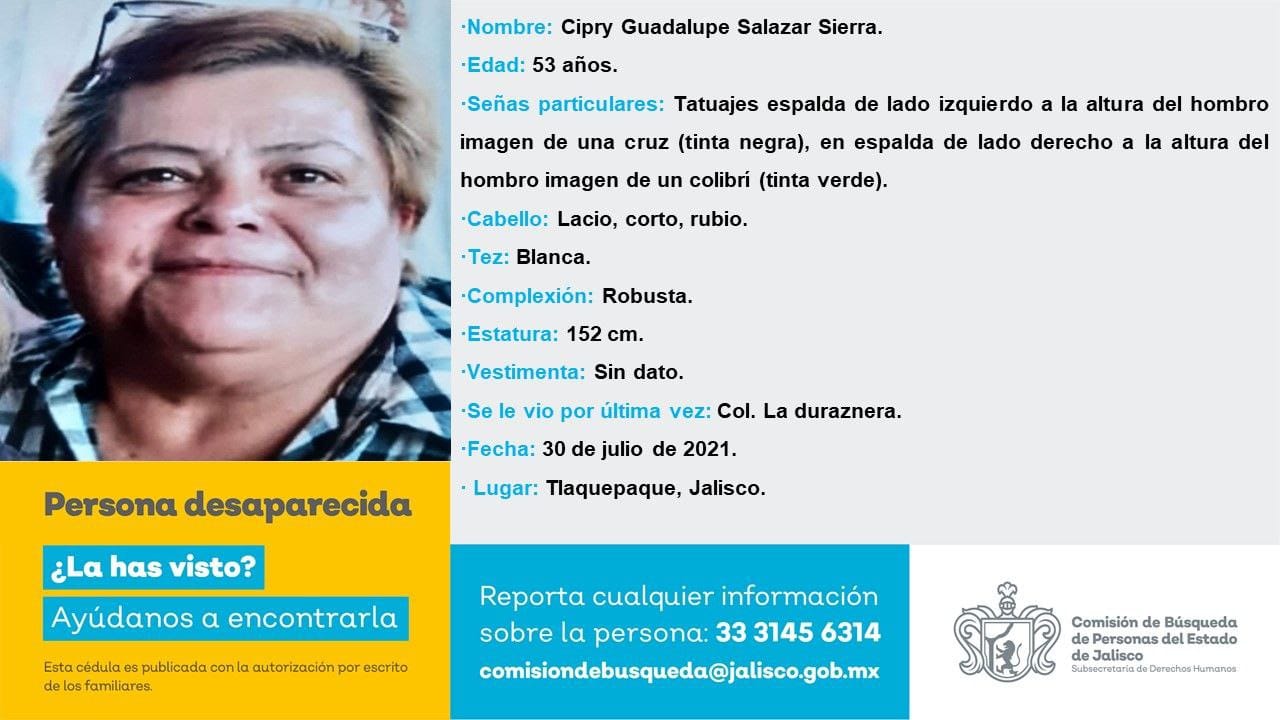 ·Nombre: Cipry Guadalupe Salazar Sierra.
·Edad: 53 años.
·Señas particulares: Tatuajes espalda de lado izquierdo a la altura del hombro
imagen de una cruz (tinta negra), en espalda de lado derecho a la altura del
hombro imagen de un colibrí (tinta verde).
·Cabello: Lacio, corto, rubio.
·Tez: Blanca.
·Complexión: Robusta.
·Estatura: 152 cm.
·Vestimenta: Sin dato.
·Se le vio por última vez: Col. La duraznera.
·Fecha: 30 de julio de 2021.
· Lugar: Tlaquepaque, Jalisco.
Persona desaparecida
¿La has visto?
Ayúdanos a encontrarla
Esta cédula es publicada con la autorización por escrito
de los familiares.
Reporta cualquier información
sobre la persona: 33 3145 6314
comisiondebusqueda@jalisco.gob.mx
Comisión de Búsqueda
de Personas del Estado
de Jalisco
Subsecretaría de Derechos Humanos